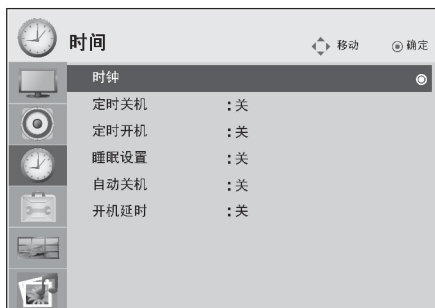 时间 移动 确定
时钟
定时关机 :关
定时开机 :关
睡眠设置 :关
自动关机 :关
开机延时 :关